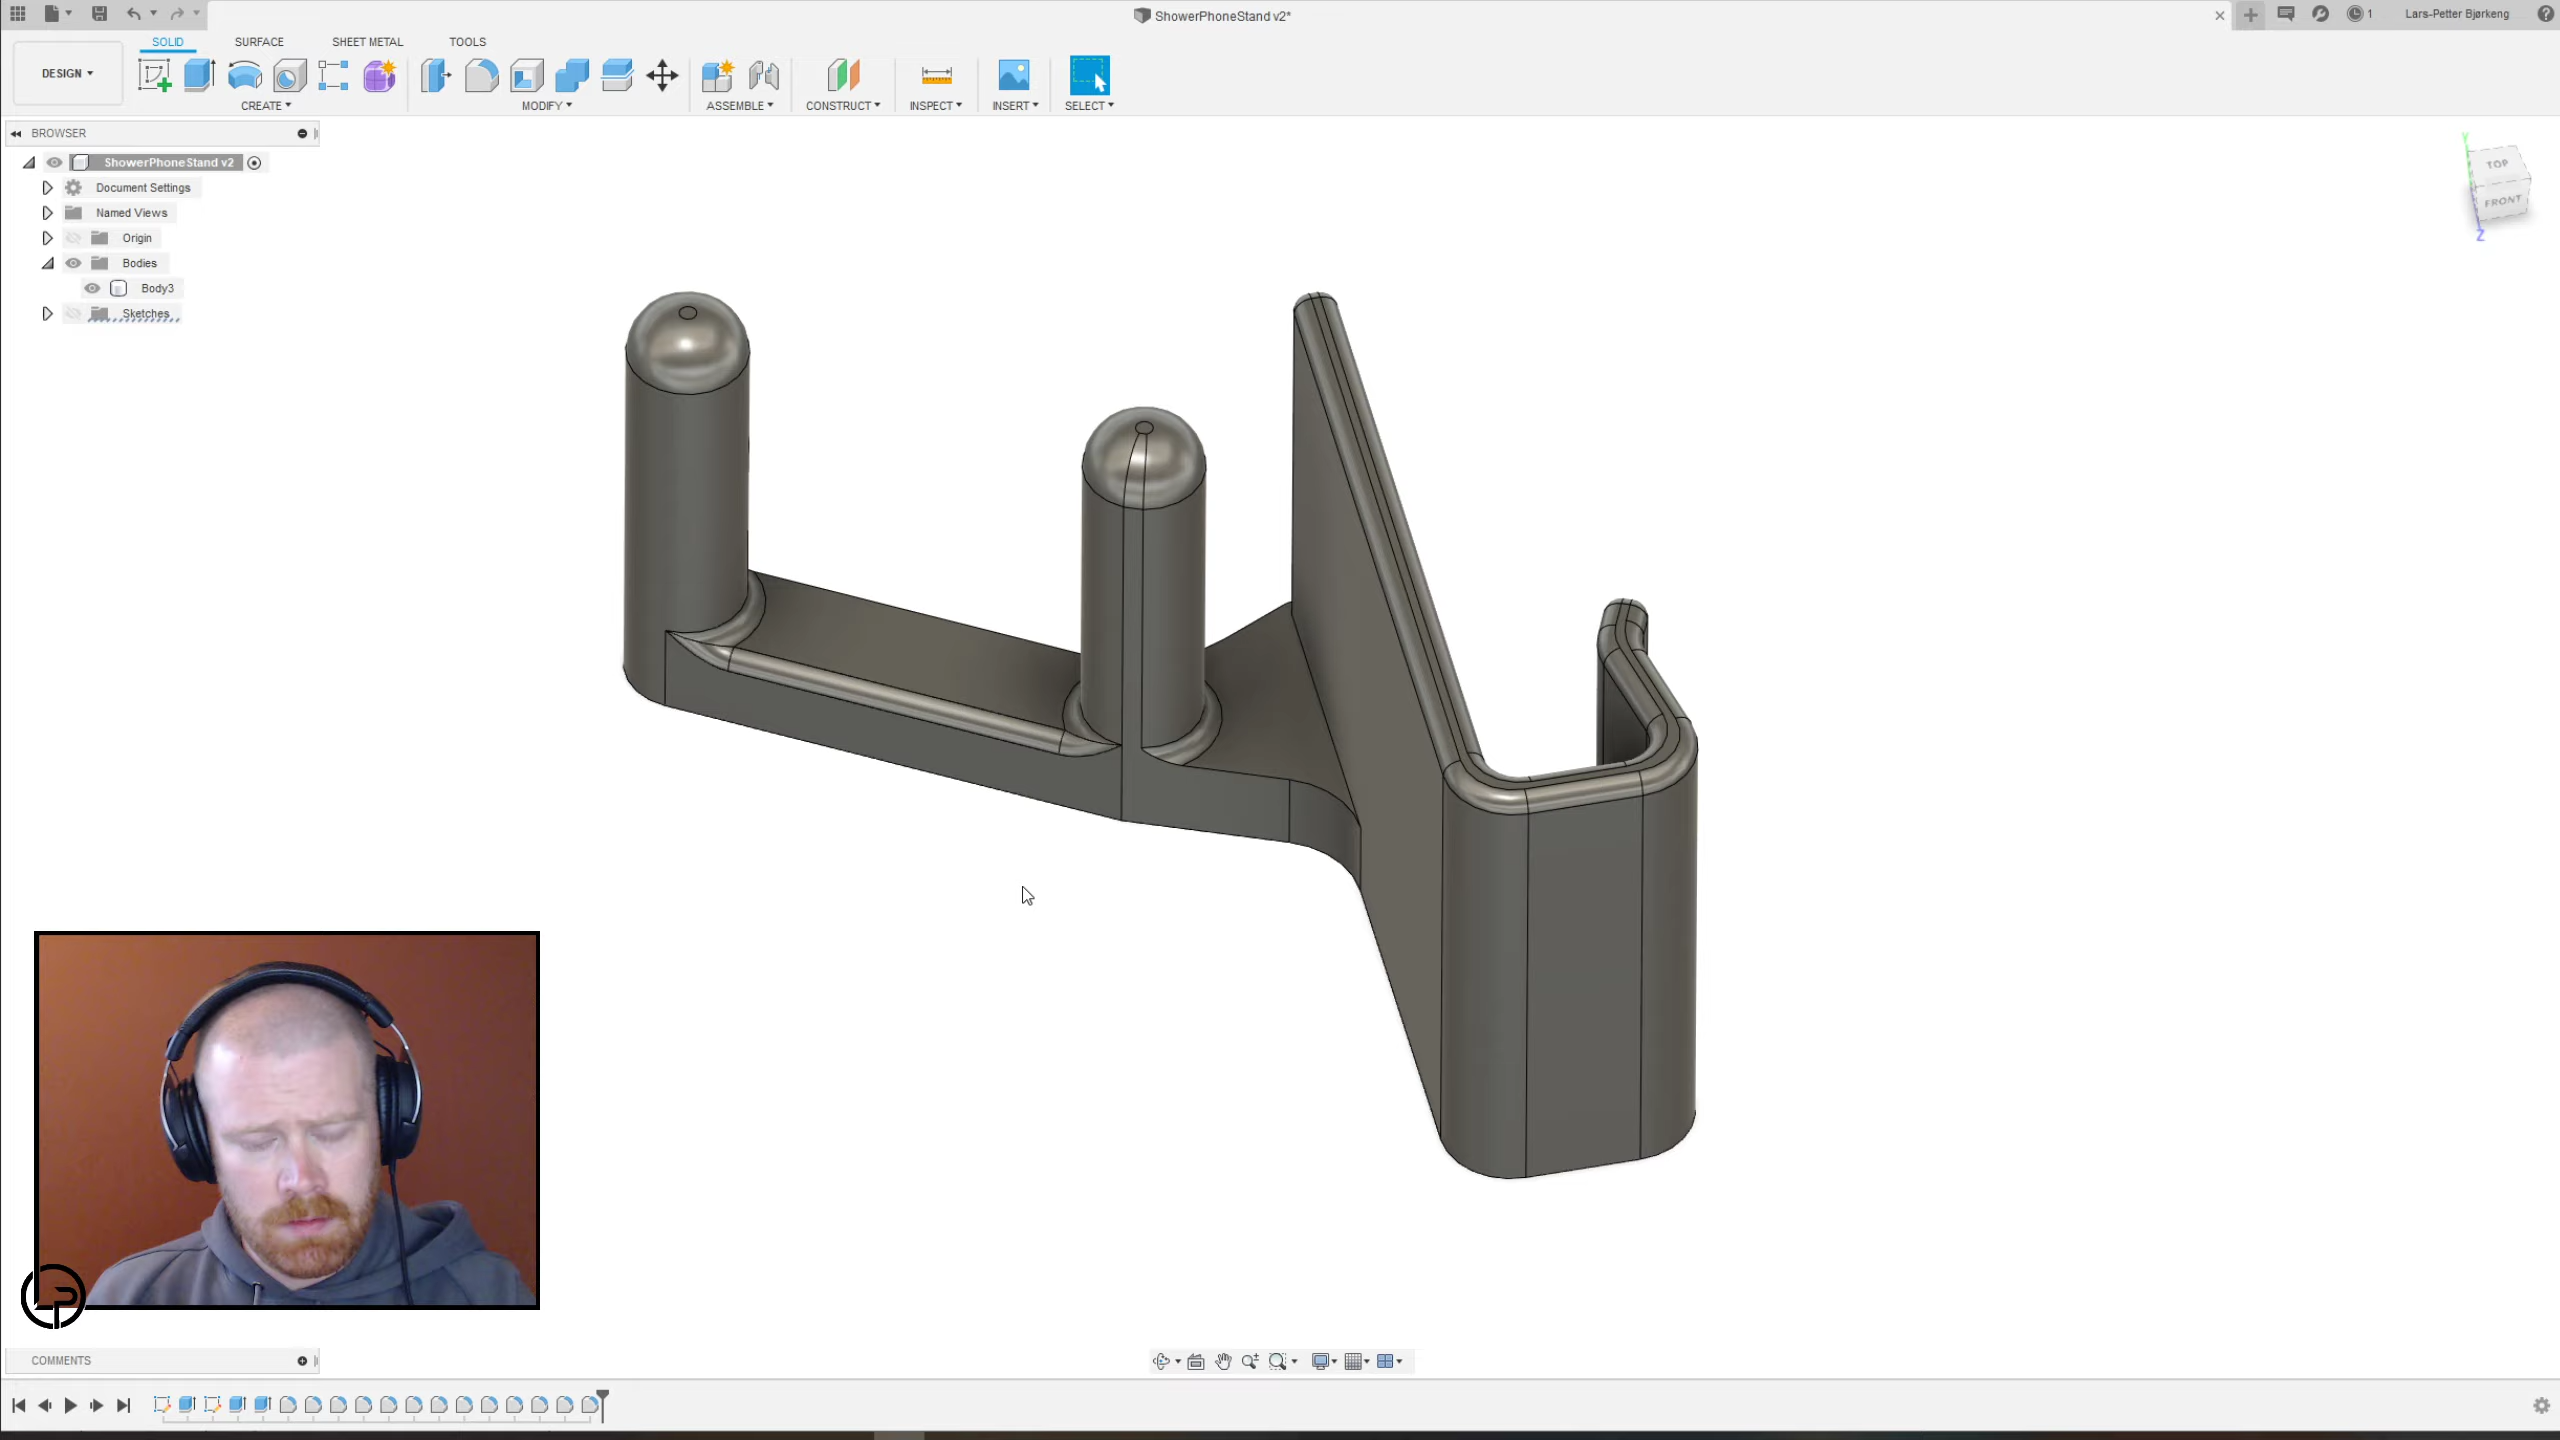 ShowerPhoneStand v2*
1
Lars-Petter Bjørkeng
SOLID
SURFACE
SHEET METAL
TOOLS
DESIGN
CREATE
MODIFY
ASSEMBLE
CONSTRUCT
INSPECT
INSERT
SELECT
BROWSER
ShowerPhoneStand v2
Document Settings
Named Views
Origin
Bodies
Body3
Sketches
Y
TOP
FRONT
Z
COMMENTS